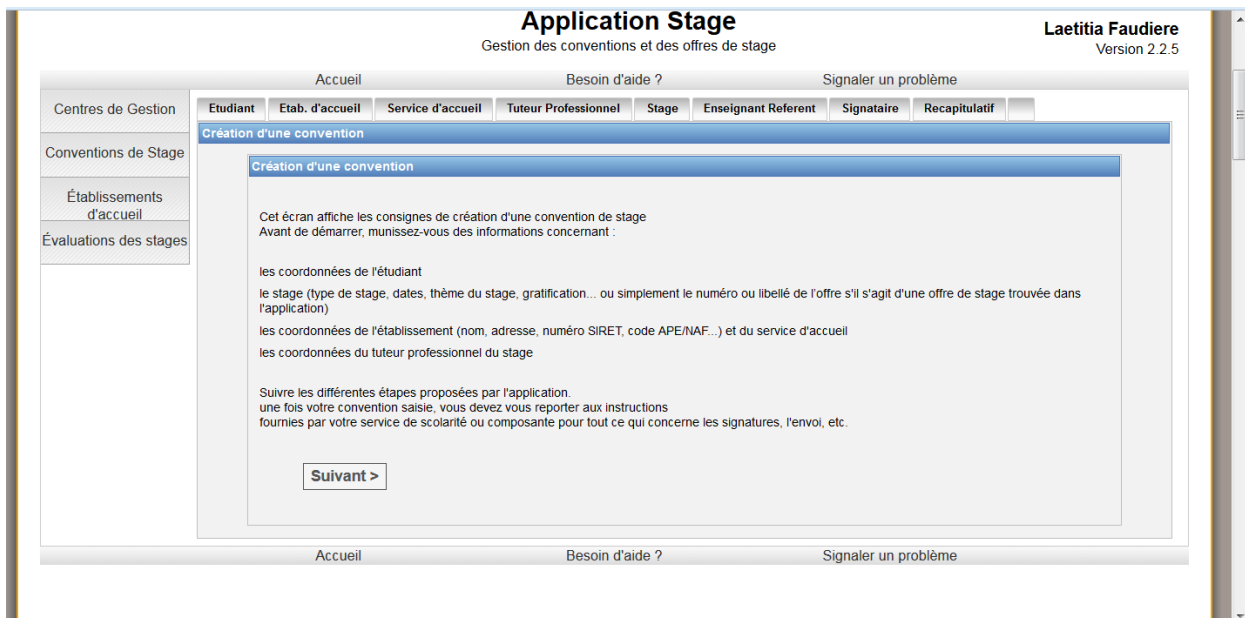 Application Stage
Gestion des conventions et des offres de stage
Laetitia Faudiere
Version 2.2.5
Accueil Besoin d'aide ? Signaler un problème
Centres de Gestion
Conventions de Stage
Établissements
d'accueil
Évaluations des stages
Etudiant Etab. d'accueil Service d'accueil Tuteur Professionnel Stage Enseignant Referent Signataire Recapitulatif
Création d'une convention
Création d'une convention
Cet écran affiche les consignes de création d'une convention de stage
Avant de démarrer, munissez-vous des informations concernant :
les coordonnées de l'étudiant
le stage (type de stage, dates, thème du stage, gratification... ou simplement le numéro ou libellé de l'offre s'il s'agit d'une offre de stage trouvée dans
l'application)
les coordonnées de l'établissement (nom, adresse, numéro SIRET, code APE/NAF...) et du service d'accueil
les coordonnées du tuteur professionnel du stage
Suivre les différentes étapes proposées par l'application.
une fois votre convention saisie, vous devez vous reporter aux instructions
fournies par votre service de scolarité ou composante pour tout ce qui concerne les signatures, l'envoi, etc.
Suivant >
Accueil Besoin d'aide ? Signaler un problème